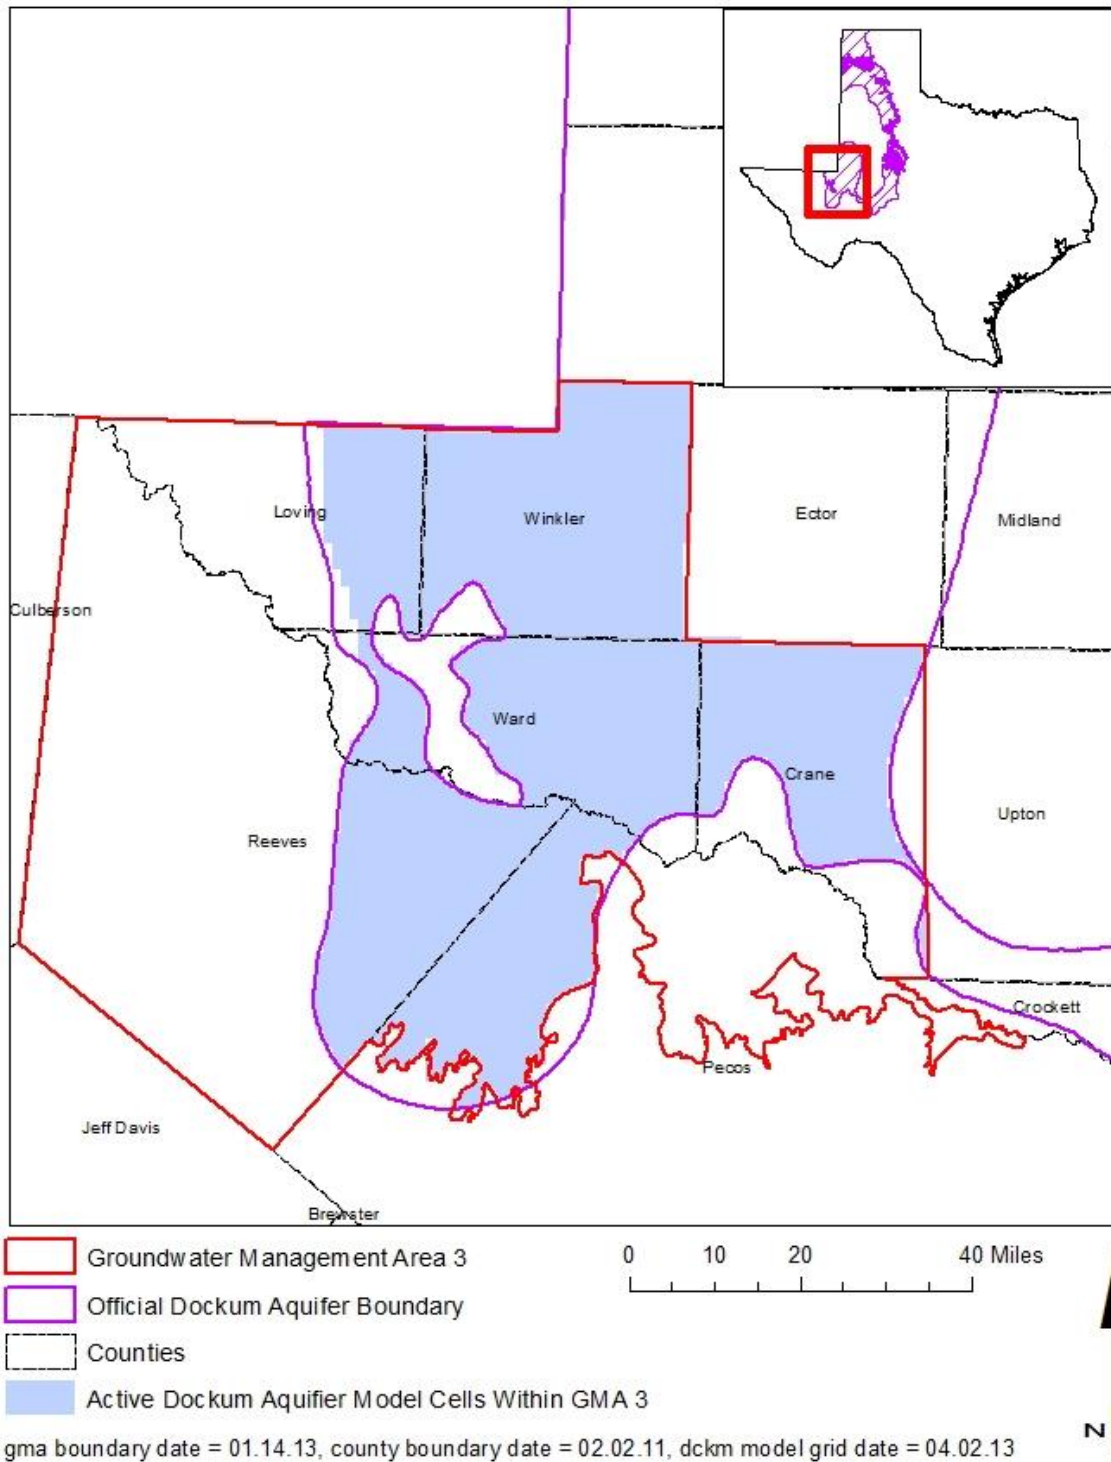 Loving
Winkler
Ector
Midland
Culberson
Ward
Crane
Upton
Reeves
Crockett
Pecos
Jeff Davis
Brewster
Groundwater Management Area 3
0 10 20 40 Miles
Official Dockum Aquifer Boundary
Counties
Active Dockum Aquifier Model Cells Within GMA 3
N
gma boundary date = 01.14.13, county boundary date = 02.02.11, dckm model grid date = 04.02.13